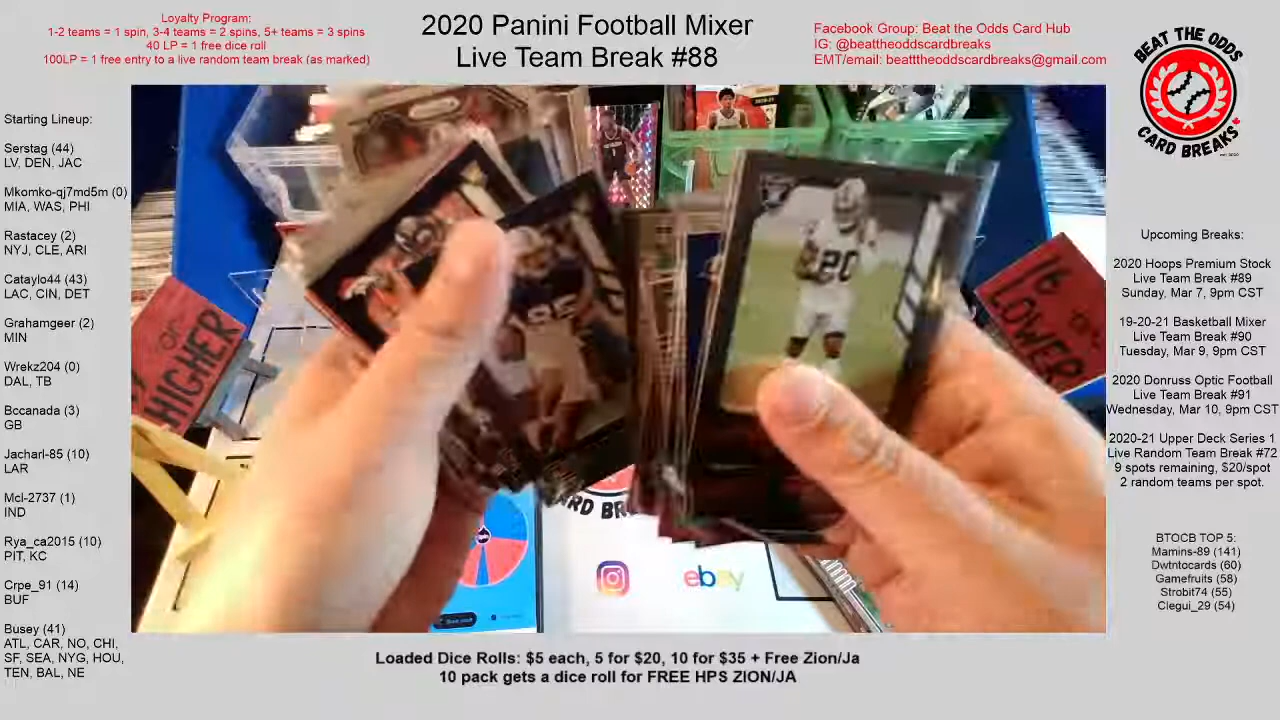 Loyalty Program:
1-2 teams = 1 spin, 3-4 teams = 2 spins, 5+ teams = 3 spins
40 LP = 1 free dice roll
100LP = 1 free entry to a live random team break (as marked)
2020 Panini Football Mixer
Live Team Break #88
Facebook Group: Beat the Odds Card Hub
IG: @beattheoddscardbreaks
EMT/email: beatttheoddscardbreaks@gmail.com
BEAT THE ODDS
CARD BREAKS
Starting Lineup:
Serstag (44)
LV, DEN, JAC
Mkomko-qj7md5m (0)
MIA, WAS, PHI
Rastacey (2)
NYJ, CLE, ARI
Cataylo44 (43)
LAC, CIN, DET
Grahamgeer (2)
MIN
Wrekz204 (0)
DAL, TB
Bccanada (3)
GB
Jacharl-85 (10)
LAR
Mcl-2737 (1)
IND
Rya_ca2015 (10)
PIT, KC
Crpe_91 (14)
BUF
Busey (41)
ATL, CAR, NO, CHI,
SF, SEA, NYG, HOU,
TEN, BAL, NE
or
HIGHER
20
95
It
or
LOWER
ebay
Upcoming Breaks:
2020 Hoops Premium Stock
Live Team Break #89
Sunday, Mar 7, 9pm CST
19-20-21 Basketball Mixer
Live Team Break #90
Tuesday, Mar 9, 9pm CST
2020 Donruss Optic Football
Live Team Break #91
Wednesday, Mar 10, 9pm CST
2020-21 Upper Deck Series 1
Live Random Team Break #72
9 spots remaining, $20/spot
2 random teams per spot.
BTOCB TOP 5:
Mamins-89 (141)
Dwtntocards (60)
Gamefruits (58)
Strobit74 (55)
Clegui_29 (54)
Loaded Dice Rolls: $5 each, 5 for $20, 10 for $35 + Free Zion/Ja
10 pack gets a dice roll for FREE HPS ZION/JA